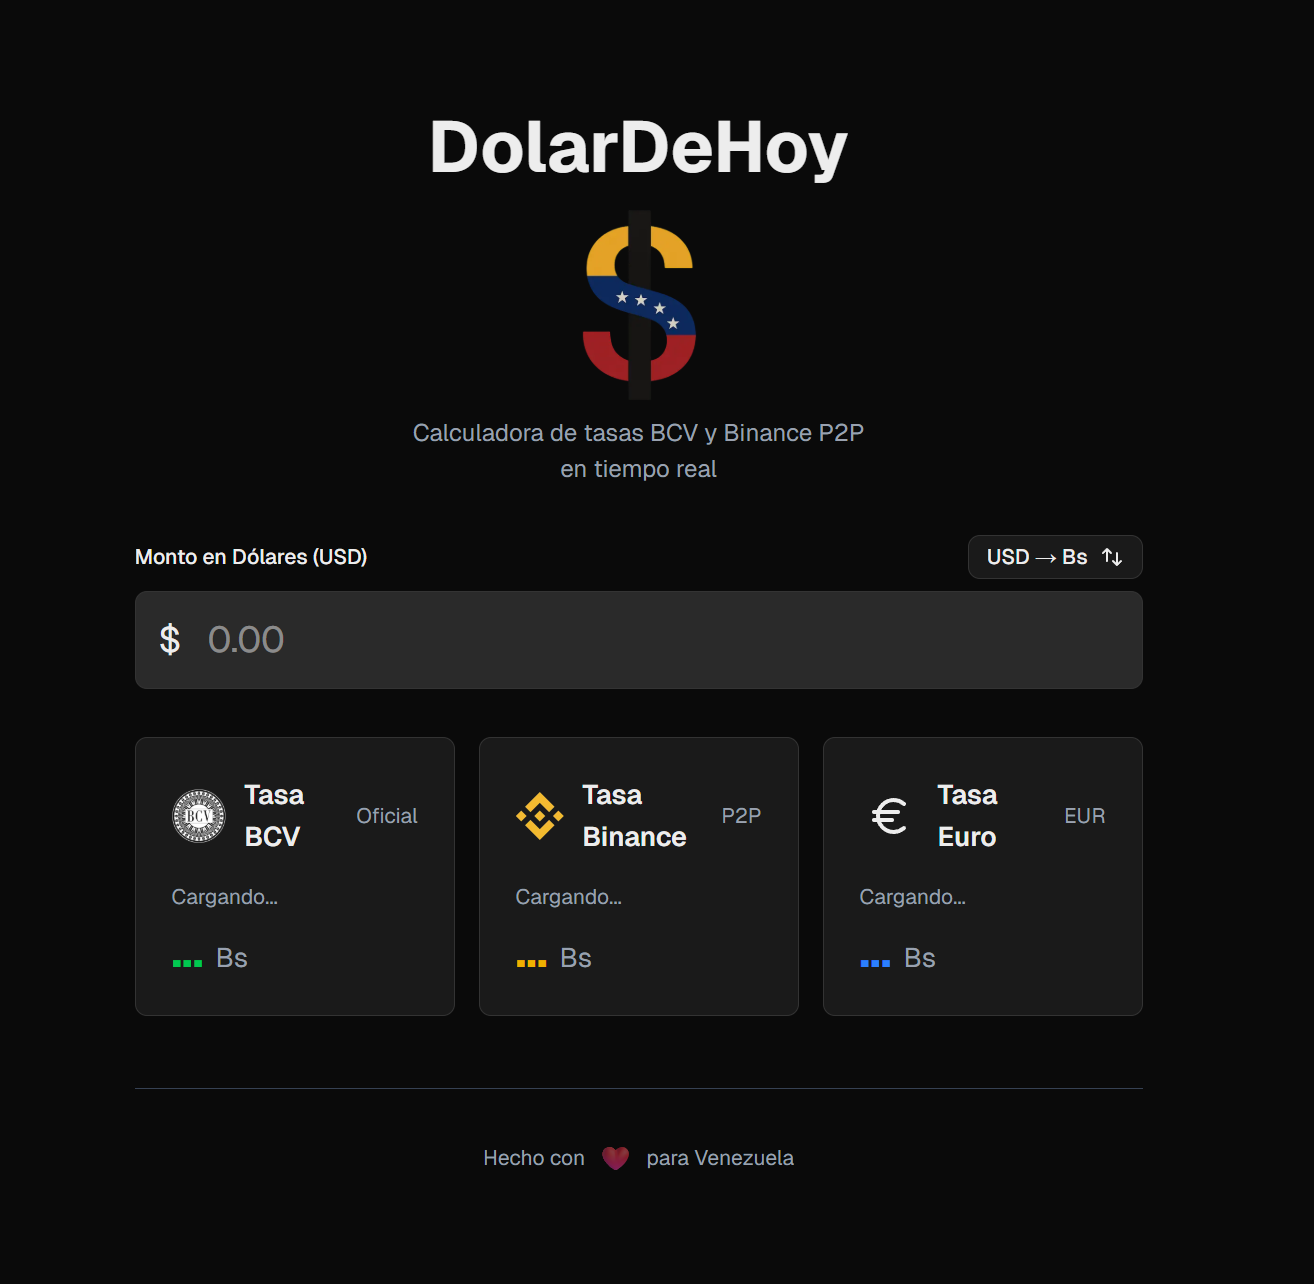 DolarDeHoy
Calculadora de tasas BCV y Binance P2P
en tiempo real
Monto en Dólares (USD)
USD → Bs
$ 0.00
BCV
Tasa
BCV
Oficial
Cargando...
... Bs
Tasa
Binance
P2P
Cargando...
... Bs
€
Tasa
Euro
EUR
Cargando...
... Bs
Hecho con ❤️ para Venezuela